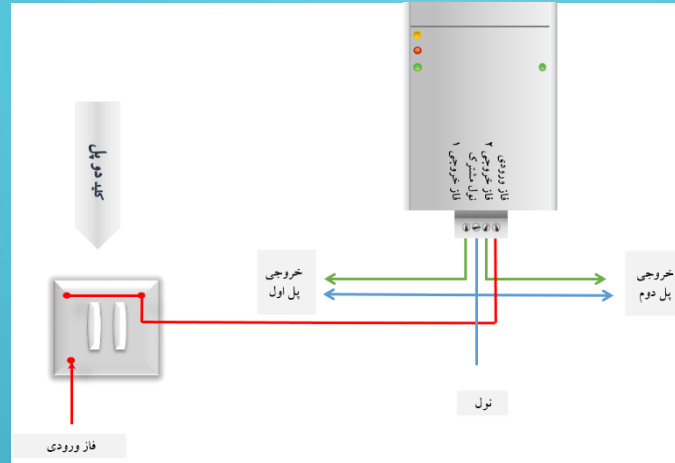 کلید دو پل
فاز خروجی ۱
نول مشترک
فاز خروجی ۲
فاز ورودی
خروجی
پل اول
خروجی
پل دوم
نول
فاز ورودی